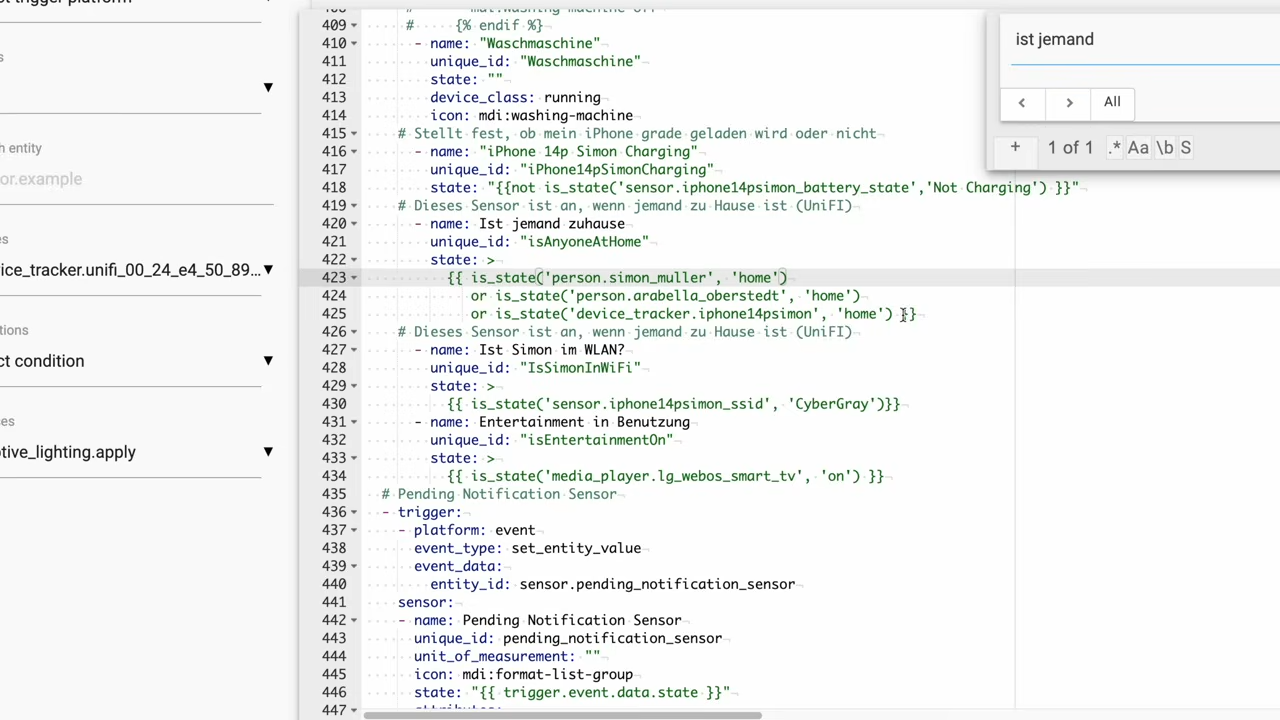 t trigger platform
s
h entity
or.example
es
ice_tracker.unifi_00_24_e4_50_89...
tions
ct condition
ces
otive_lighting.apply
409 # {% endif %}
410 - name: "Waschmaschine"
411 unique_id: "Waschmaschine"
412 state: ""
413 device_class: running
414 icon: mdi:washing-machine
415 # Stellt fest, ob mein iPhone grade geladen wird oder nicht
416 - name: "iPhone 14p Simon Charging"
417 unique_id: "iPhone14pSimonCharging"
418 state: "{{not is_state('sensor.iphone14psimon_battery_state','Not Charging') }}"
419 # Dieses Sensor ist an, wenn jemand zu Hause ist (UniFI)
420 - name: Ist jemand zuhause
421 unique_id: "isAnyoneAtHome"
422 state: >
423 {{ is_state('person.simon_muller', 'home')
424 or is_state('person.arabella_oberstedt', 'home')
425 or is_state('device_tracker.iphone14psimon', 'home') }}
426 # Dieses Sensor ist an, wenn jemand zu Hause ist (UniFI)
427 - name: Ist Simon im WLAN?
428 unique_id: "IsSimonInWiFi"
429 state: >
430 {{ is_state('sensor.iphone14psimon_ssid', 'CyberGray')}}
431 - name: Entertainment in Benutzung
432 unique_id: "isEntertainmentOn"
433 state: >
434 {{ is_state('media_player.lg_webos_smart_tv', 'on') }}
435 # Pending Notification Sensor
436 - trigger:
437 - platform: event
438 event_type: set_entity_value
439 event_data:
440 entity_id: sensor.pending_notification_sensor
441 sensor:
442 - name: Pending Notification Sensor
443 unique_id: pending_notification_sensor
444 unit_of_measurement: ""
445 icon: mdi:format-list-group
446 state: "{{ trigger.event.data.state }}"
447
ist jemand
< > All
+ 1 of 1 .* Aa \b S